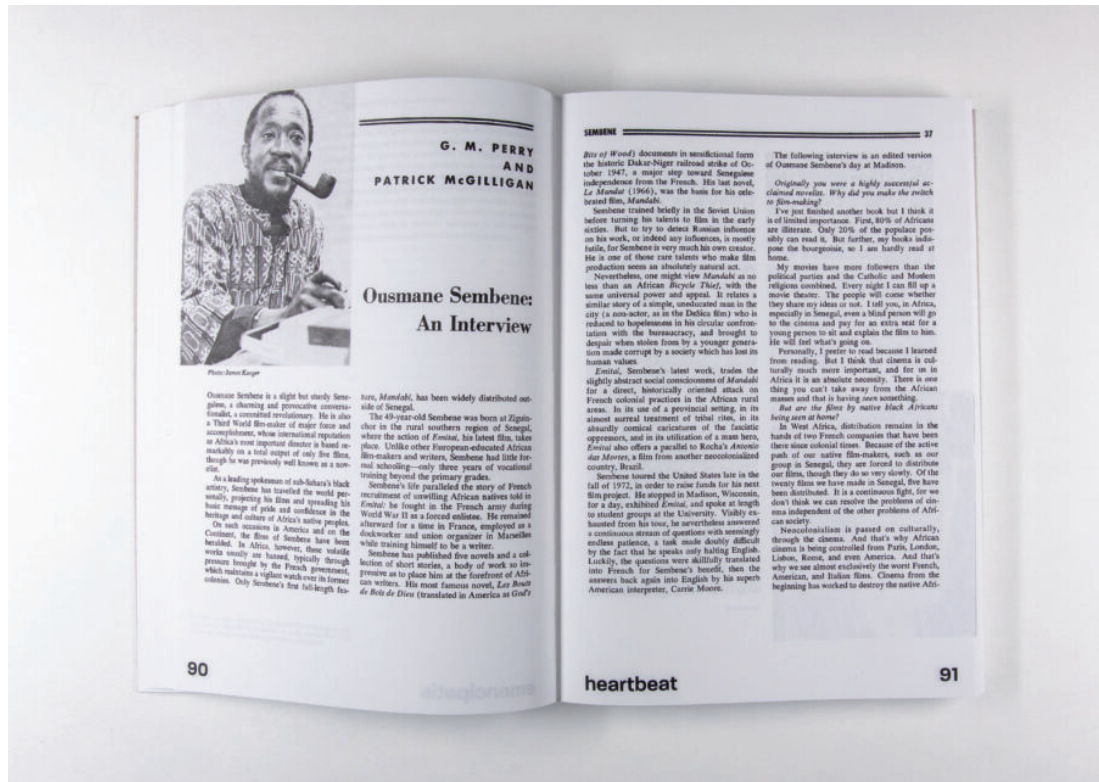 G. M. PERRY
AND
PATRICK McGILLIGAN
Ousmane Sembene:
An Interview
Photo: James Karger
Ousmane Sembene is a slight but sturdy Sene-
galese, a charming and provocative conversa-
tionalist, a committed revolutionary. He is also
a Third World film-maker of major force and
accomplishment, whose international reputation
as Africa's most important director is based re-
markably on a total output of only five films,
though he was previously well known as a nov-
elist.
As a leading spokesman of sub-Sahara's black
artistry, Sembene has travelled the world per-
sonally, projecting his films and spreading his
basic message of pride and confidence in the
heritage and culture of Africa's native peoples.
On such occasions in America and on the
Continent, the films of Sembene have been
heralded. In Africa, however, these volatile
works usually are banned, typically through
pressure brought by the French government,
which maintains a vigilant watch over its former
colonies. Only Sembene's first full-length fea-
ture, Mandabi, has been widely distributed out-
side of Senegal.
The 49-year-old Sembene was born at Ziguin-
chor in the rural southern region of Senegal,
where the action of Emitai, his latest film, takes
place. Unlike other European-educated African
film-makers and writers, Sembene had little for-
mal schooling—only three years of vocational
training beyond the primary grades.
Sembene's life paralleled the story of French
recruitment of unwilling African natives told in
Emitai: he fought in the French army during
World War II as a forced enlistee. He remained
afterward for a time in France, employed as a
dockworker and union organizer in Marseilles
while training himself to be a writer.
Sembene has published five novels and a col-
lection of short stories, a body of work so im-
pressive as to place him at the forefront of Afri-
can writers. His most famous novel, Les Bouts
de Bois de Dieu (translated in America as God's
90
SEMBENE 37
Bits of Wood) documents in semifictional form
the historic Dakar-Niger railroad strike of Oc-
tober 1947, a major step toward Senegalese
independence from the French. His last novel,
Le Mandat (1966), was the basis for his cele-
brated film, Mandabi.
Sembene trained briefly in the Soviet Union
before turning his talents to film in the early
sixties. But to try to detect Russian influence
on his work, or indeed any influences, is mostly
futile, for Sembene is very much his own creator.
He is one of those rare talents who make film
production seem an absolutely natural act.
Nevertheless, one might view Mandabi as no
less than an African Bicycle Thief, with the
same universal power and appeal. It relates a
similar story of a simple, uneducated man in the
city (a non-actor, as in the DeSica film) who is
reduced to hopelessness in his circular confron-
tation with the bureaucracy, and brought to
despair when stolen from by a younger genera-
tion made corrupt by a society which has lost its
human values.
Emitai, Sembene's latest work, trades the
slightly abstract social consciousness of Mandabi
for a direct, historically oriented attack on
French colonial practices in the African rural
areas. In its use of a provincial setting, in its
almost surreal treatment of tribal rites, in its
absurdly comical caricatures of the fascistic
oppressors, and in its utilization of a mass hero,
Emitai also offers a parallel to Rocha's Antonio
das Mortes, a film from another neocolonialized
country, Brazil.
Sembene toured the United States late in the
fall of 1972, in order to raise funds for his next
film project. He stopped in Madison, Wisconsin,
for a day, exhibited Emitai, and spoke at length
to student groups at the University. Visibly ex-
hausted from his tour, he nevertheless answered
a continuous stream of questions with seemingly
endless patience, a task made doubly difficult
by the fact that he speaks only halting English.
Luckily, the questions were skillfully translated
into French for Sembene's benefit, then the
answers back again into English by his superb
American interpreter, Carrie Moore.
The following interview is an edited version
of Ousmane Sembene's day at Madison.
Originally you were a highly successful ac-
claimed novelist. Why did you make the switch
to film-making?
I've just finished another book but I think it
is of limited importance. First, 80% of Africans
are illiterate. Only 20% of the populace pos-
sibly can read it. But further, my books indis-
pose the bourgeoisie, so I am hardly read at
home.
My movies have more followers than the
political parties and the Catholic and Moslem
religions combined. Every night I can fill up a
movie theater. The people will come whether
they share my ideas or not. I tell you, in Africa,
especially in Senegal, even a blind person will go
to the cinema and pay for an extra seat for a
young person to sit and explain the film to him.
He will feel what's going on.
Personally, I prefer to read because I learned
from reading. But I think that cinema is cul-
turally much more important, and for us in
Africa it is an absolute necessity. There is one
thing you can't take away from the African
masses and that is having seen something.
But are the films by native black Africans
being seen at home?
In West Africa, distribution remains in the
hands of two French companies that have been
there since colonial times. Because of the active
push of our native film-makers, such as our
group in Senegal, they are forced to distribute
our films, though they do so very slowly. Of the
twenty films we have made in Senegal, five have
been distributed. It is a continuous fight, for we
don't think we can resolve the problems of cin-
ema independent of the other problems of Afri-
can society.
Neocolonialism is passed on culturally,
through the cinema. And that's why African
cinema is being controlled from Paris, London,
Lisbon, Rome, and even America. And that's
why we see almost exclusively the worst French,
American, and Italian films. Cinema from the
beginning has worked to destroy the native Afri-
heartbeat
91